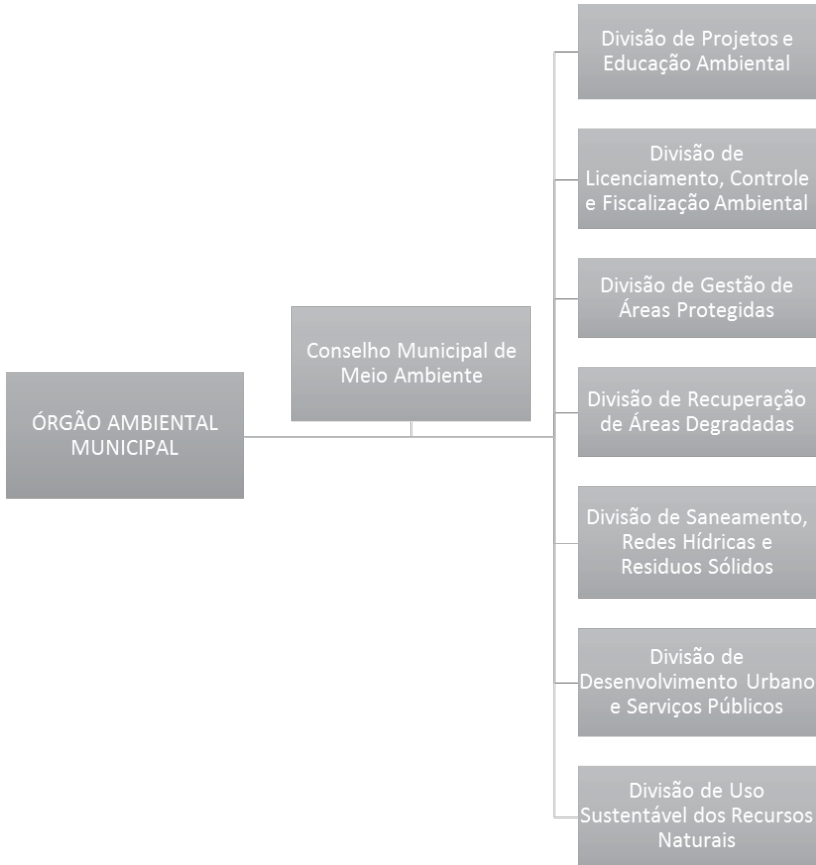 ÓRGÃO AMBIENTAL
MUNICIPAL
Conselho Municipal de
Meio Ambiente
Divisão de Projetos e
Educação Ambiental
Divisão de
Licenciamento, Controle
e Fiscalização Ambiental
Divisão de Gestão de
Áreas Protegidas
Divisão de Recuperação
de Áreas Degradadas
Divisão de Saneamento,
Redes Hídricas e
Residuos Sólidos
Divisão de
Desenvolvimento Urbano
e Serviços Públicos
Divisão de Uso
Sustentável dos Recursos
Naturais